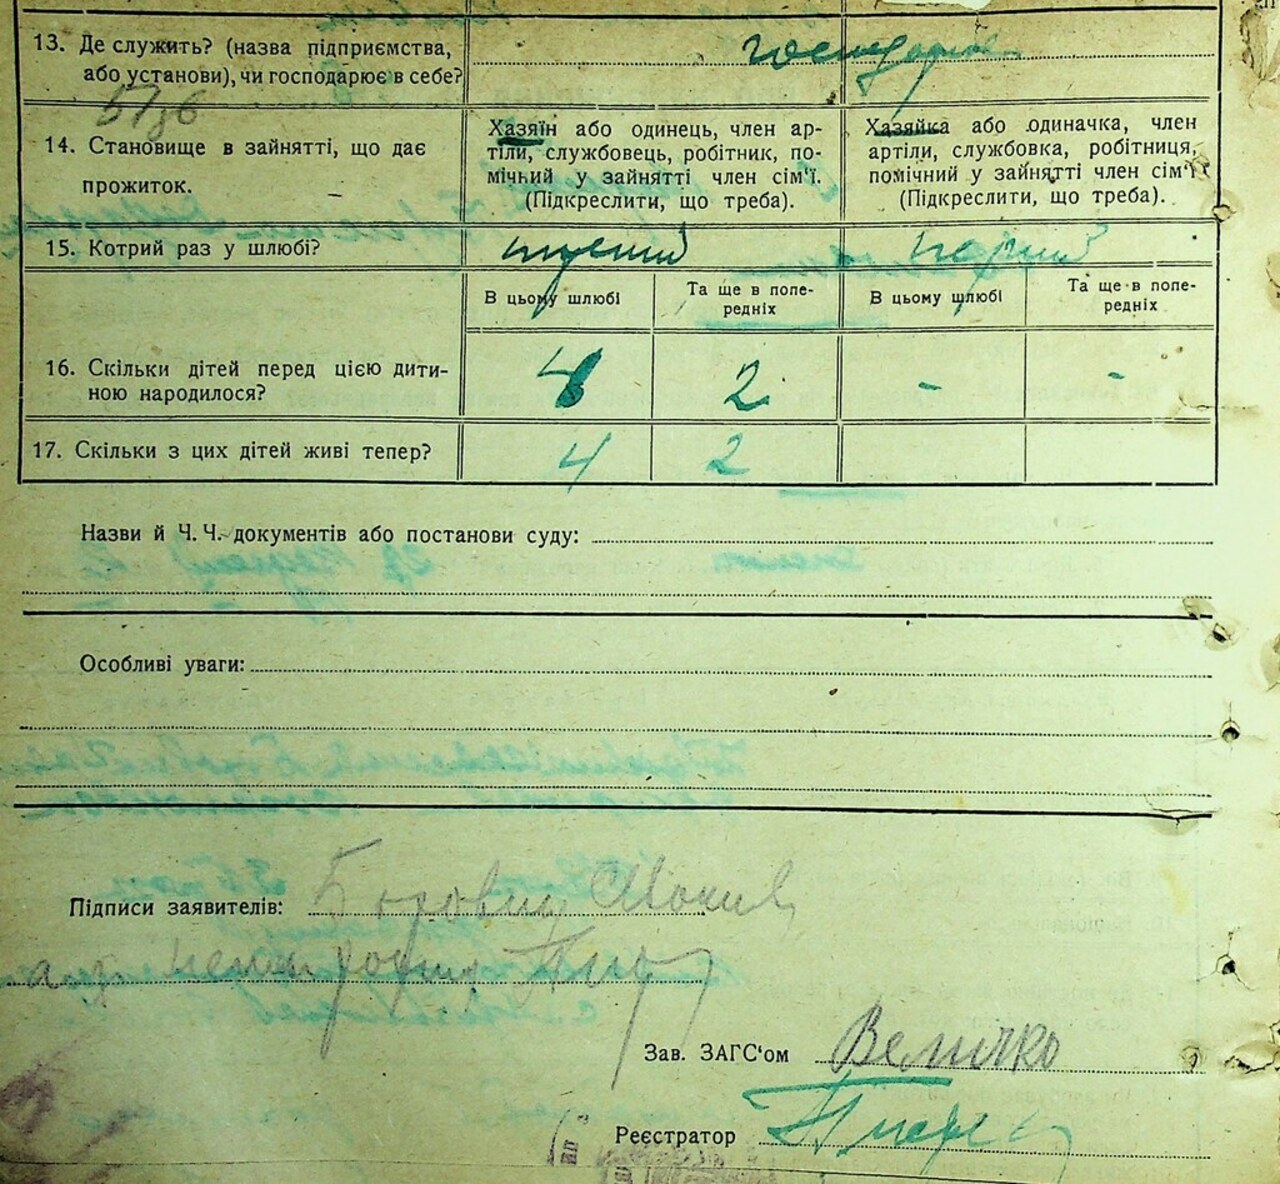 13. Де служить? (назва підприємства,
або установи), чи господарює в себе?
14. Становище в зайнятті, що дає
прожиток.
Хазяїн або одинець, член ар-
тіли, службовець, робітник, по-
мічний у зайнятті член сім'ї.
(Підкреслити, що треба).
Хазяйка або одиначка, член
артіли, службовка, робітниця,
помічний у зайнятті член сім'ї
(Підкреслити, що треба).
15. Котрий раз у шлюбі?
перший
В цьому шлюбі
Та ще в попе-
редніх
В цьому шлюбі
Та ще в попе-
редніх
16. Скільки дітей перед цією дити-
ною народилося?
2 - -
17. Скільки з цих дітей живі тепер?
4 2
Назви й Ч. Ч. документів або постанови суду:
Особливі уваги:
Підписи заявителів:
Зав. ЗАГС'ом Величко
Реєстратор